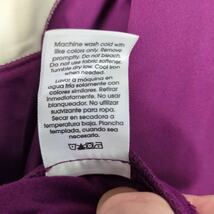 Machine wash cold with
like colors only. Remove
promptly. Do not bleach.
Do not use fabric softener.
Tumble dry low. Cool iron
when needed.
Lavar a máquina en
agua fría solamente con
colores similares.
Retirar inmediatamente.
No usar
blanqueador. No utilizar
suavizante para ropa.
Secar en secadora a
temperatura baja. Plancha
templada, cuando sea
necesario.